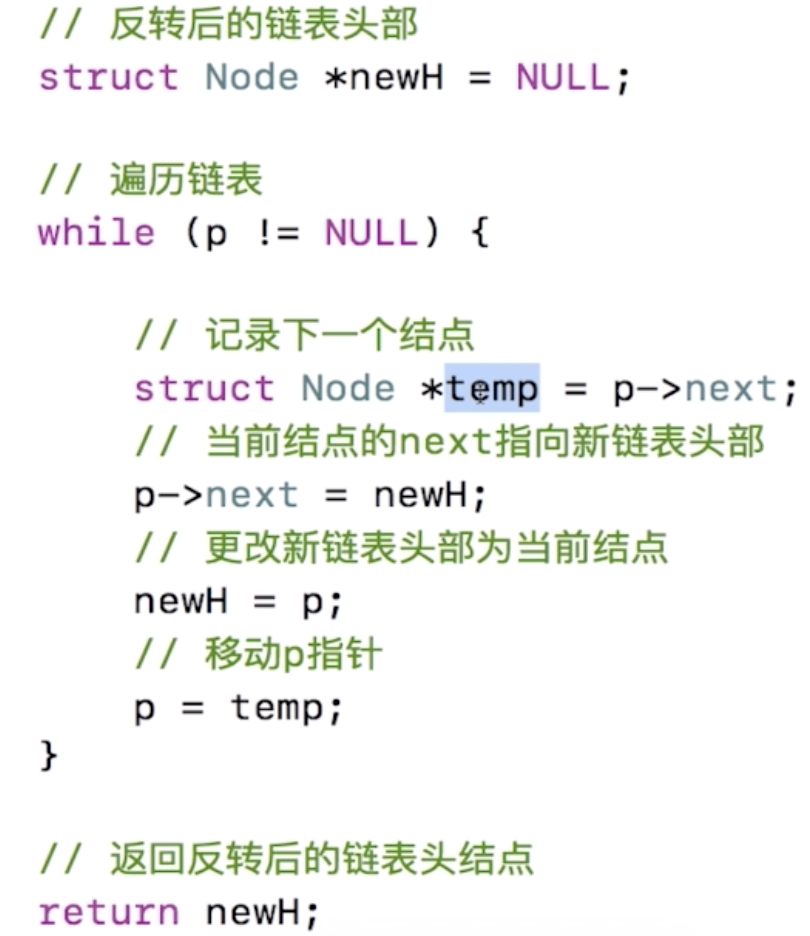 // 反转后的链表头部
struct Node *newH = NULL;
// 遍历链表
while (p != NULL) {
// 记录下一个结点
struct Node *temp = p->next;
// 当前结点的next指向新链表头部
p->next = newH;
// 更改新链表头部为当前结点
newH = p;
// 移动p指针
p = temp;
}
// 返回反转后的链表头结点
return newH;